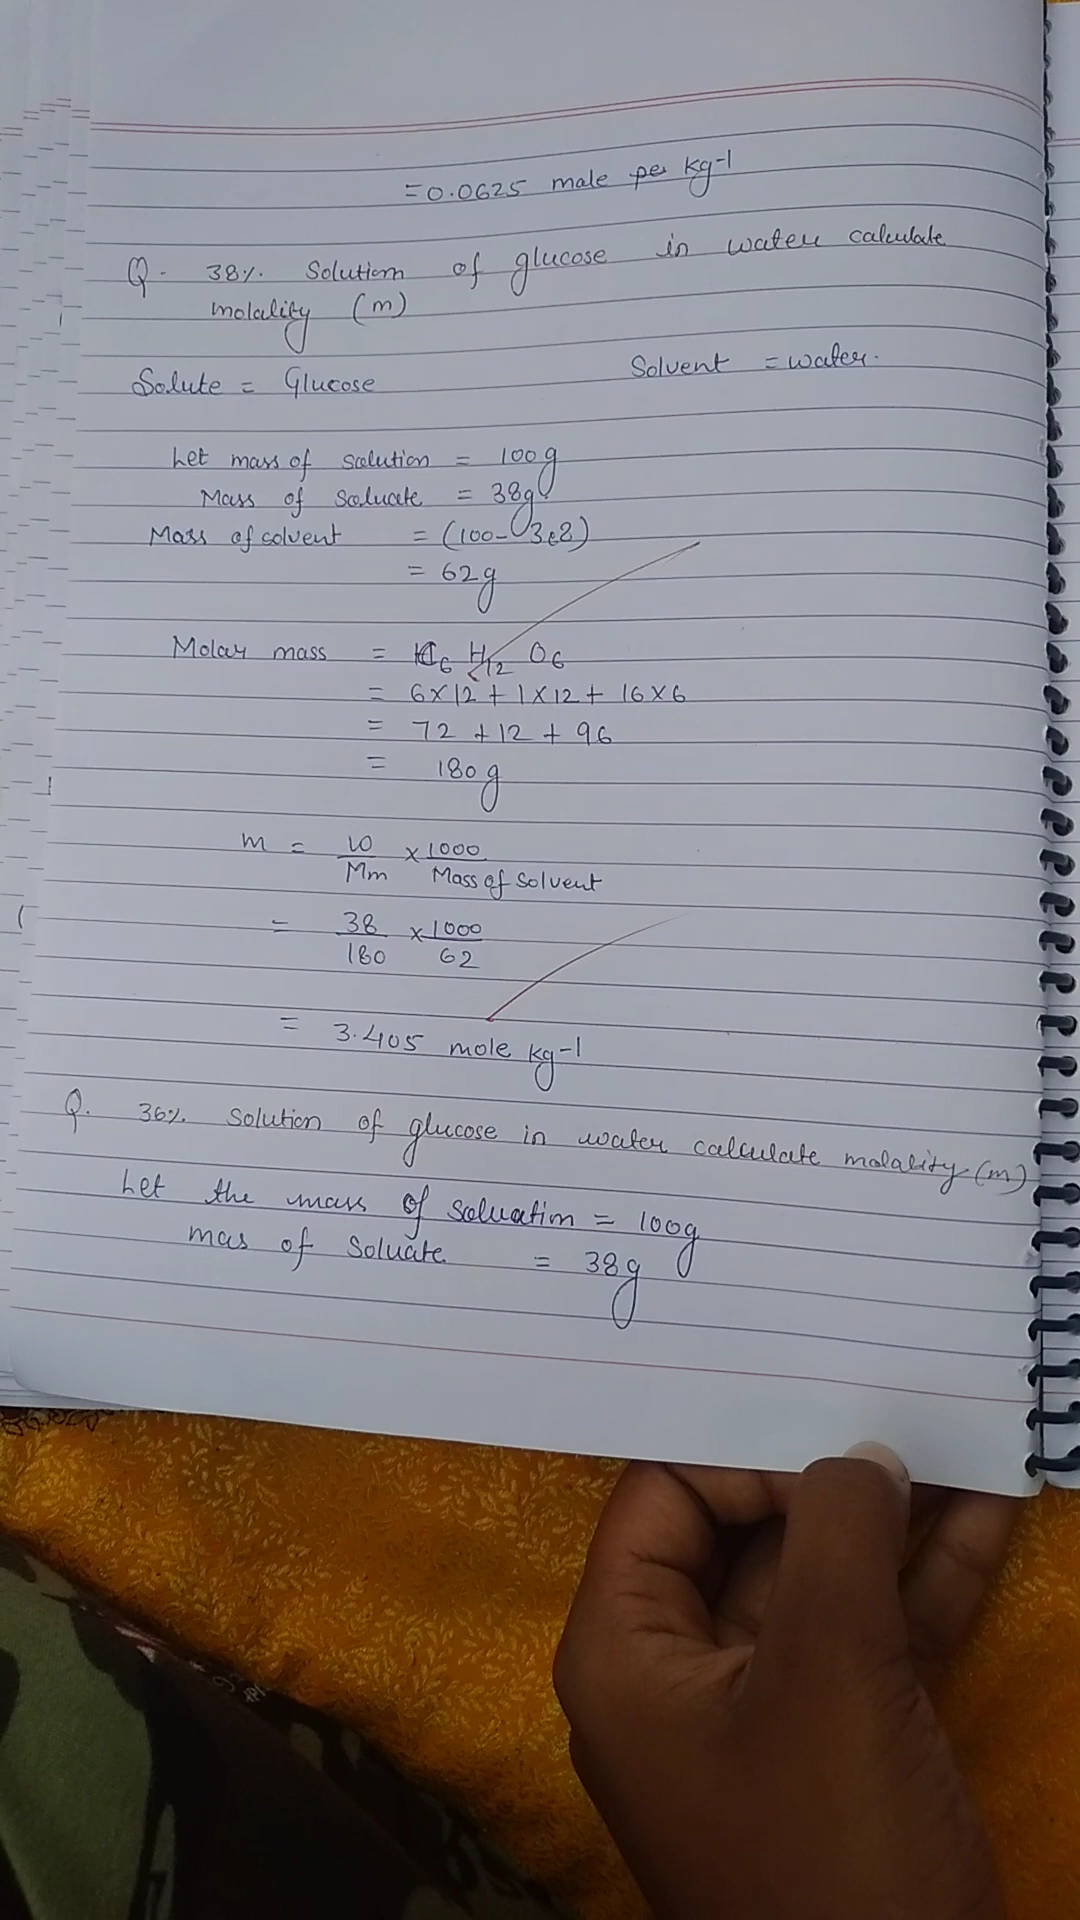 =0.0625 male per kg-1
Q. 38%. Solution of glucose in water calculate
molality (m)
Solute = Glucose Solvent = water.
Let mass of solution = 100g
Mass of Soluate = 38g
Mass of solvent = (100-38)
= 62g
Molar mass = C6 H12 O6
= 6×12 + 1×12 + 16×6
= 72 +12 + 96
= 180g
m = w/Mm × 1000/Mass of Solvent
= 38/180 × 1000/62
= 3.405 mole kg-1
Q. 36%. Solution of glucose in water calculate molality (m)
Let the mass of soluation = 100g
mas of Soluate = 38g